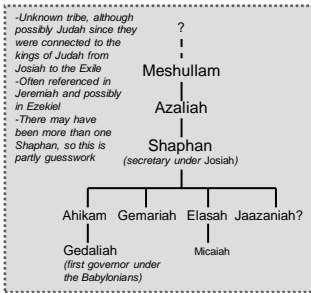 -Unknown tribe, although
possibly Judah since they
were connected to the
kings of Judah from
Josiah to the Exile
-Often referenced in
Jeremiah and possibly
in Ezekiel
-There may have
been more than one
Shaphan, so this is
partly guesswork
?
Meshullam
Azaliah
Shaphan
(secretary under Josiah)
Ahikam Gemariah Elasah Jaazaniah?
Gedaliah
(first governor under
the Babylonians)
Micaiah